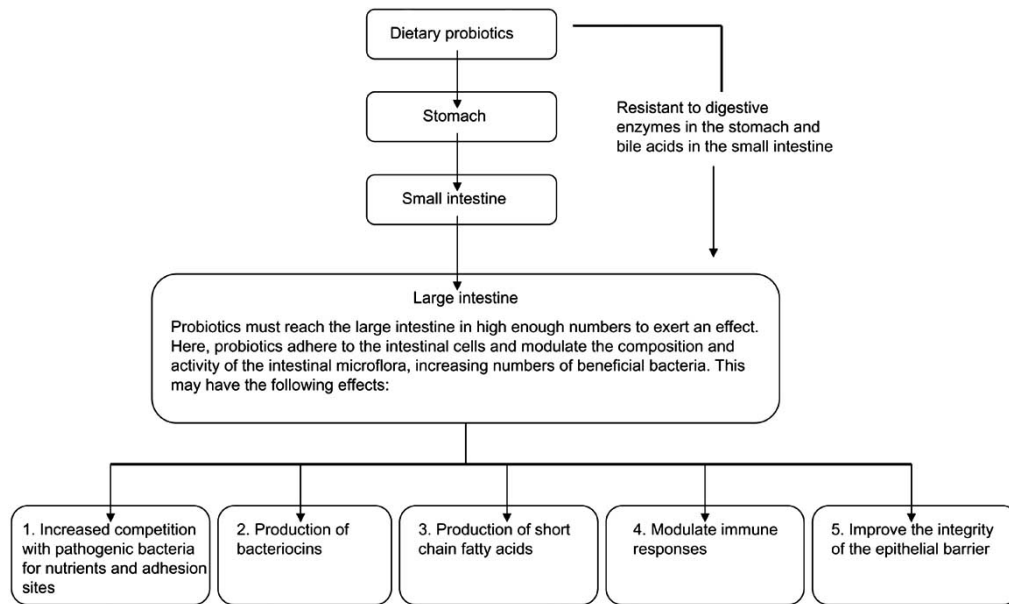 Dietary probiotics
Resistant to digestive
enzymes in the stomach and
bile acids in the small intestine
Stomach
Small intestine
Large intestine
Probiotics must reach the large intestine in high enough numbers to exert an effect.
Here, probiotics adhere to the intestinal cells and modulate the composition and
activity of the intestinal microflora, increasing numbers of beneficial bacteria. This
may have the following effects:
1. Increased competition
with pathogenic bacteria
for nutrients and adhesion
sites
2. Production of
bacteriocins
3. Production of short
chain fatty acids
4. Modulate immune
responses
5. Improve the integrity
of the epithelial barrier